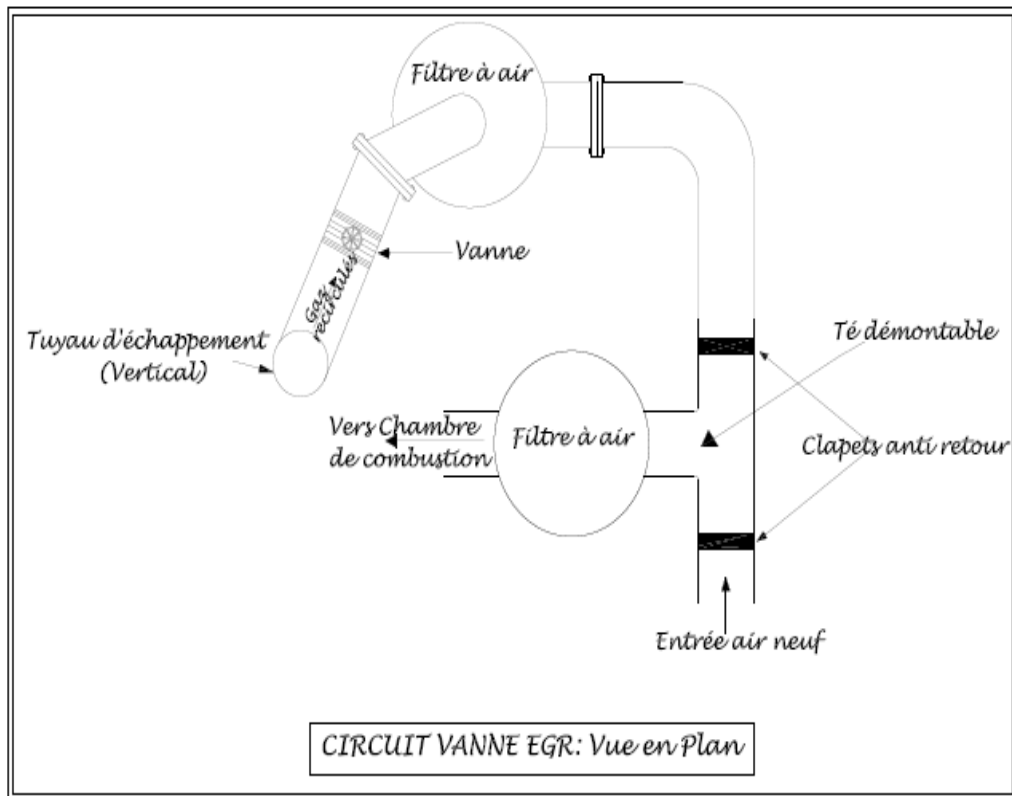 Filtre à air
Vanne
Gaz
recirculés
Tuyau d'échappement
(Vertical)
Té démontable
Vers Chambre
de combustion
Filtre à air
Clapets anti retour
Entrée air neuf
CIRCUIT VANNE EGR: Vue en Plan